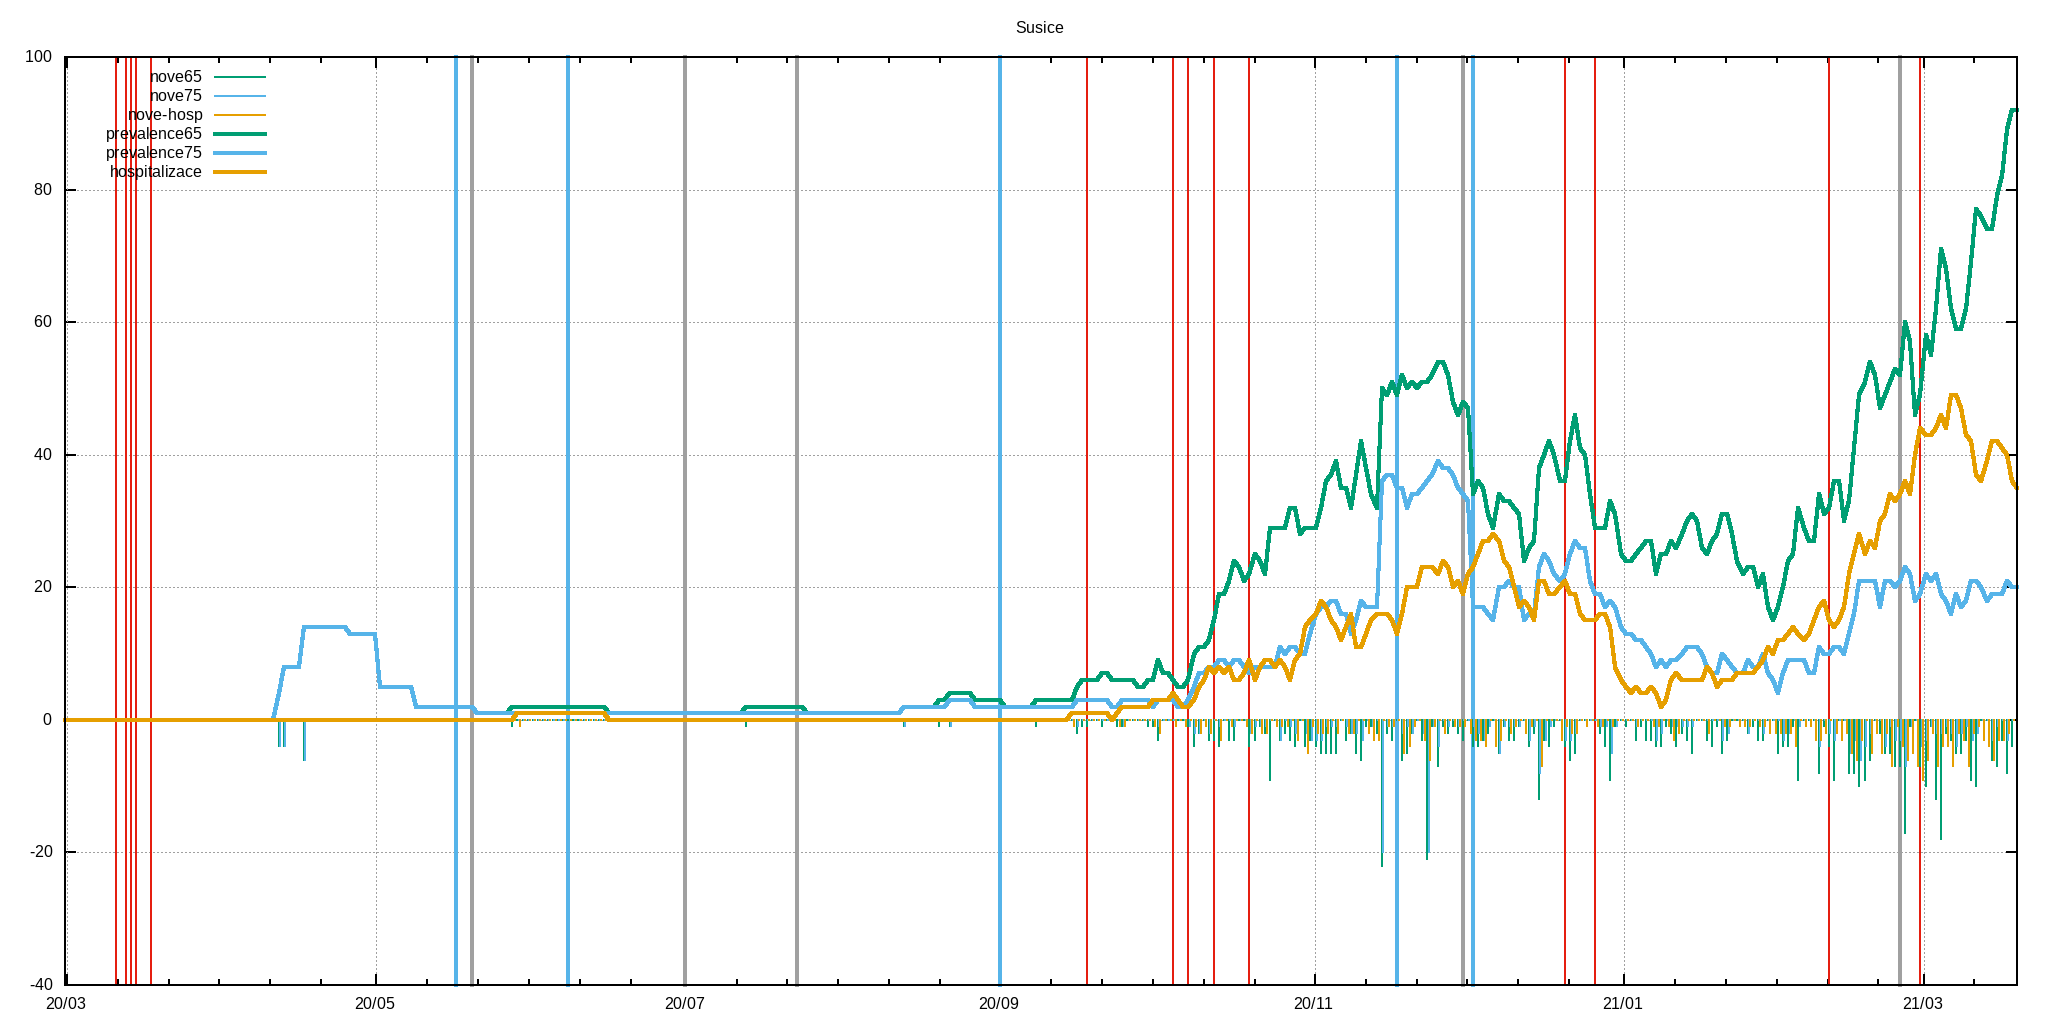 Susice
100
nove65
nove75
nove-hosp
prevalence65
prevalence75
hospitalizace
80
60
40
20
0
-20
-40
20/03 20/05 20/07 20/09 20/11 21/01 21/03